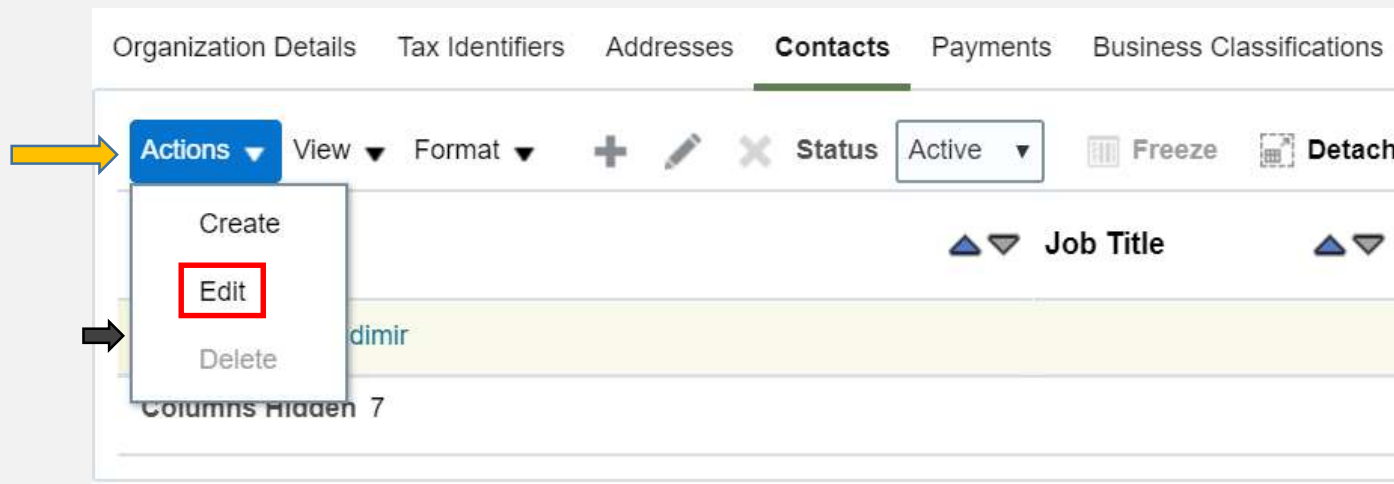 Organization Details Tax Identifiers Addresses Contacts Payments Business Classifications
Actions View Format Status Active Freeze Detach
Create
Job Title
Edit
dimir
Delete
Columns Hidden 7